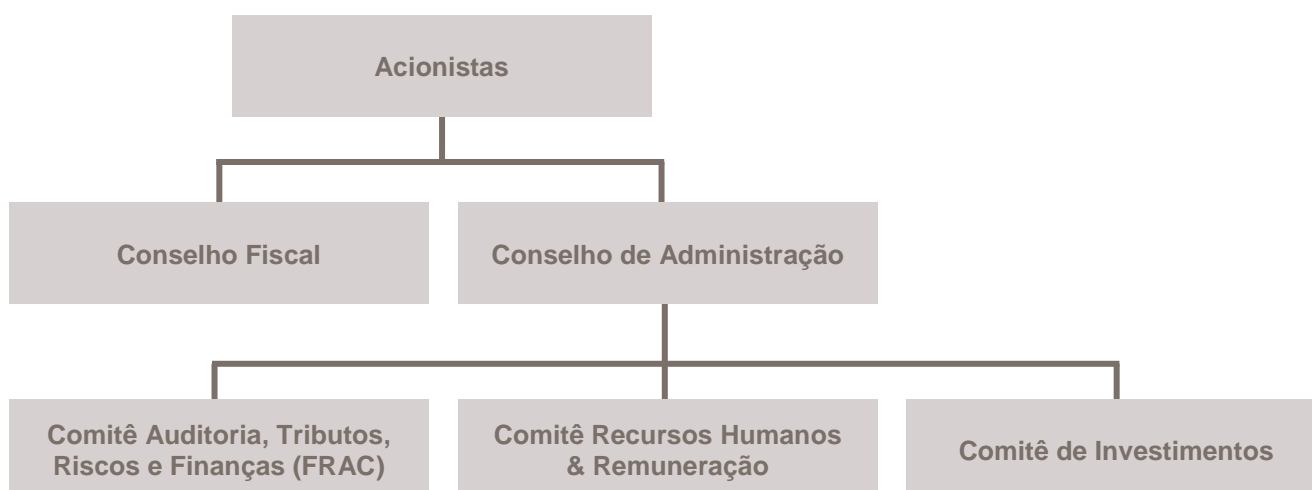 Acionistas
Conselho Fiscal
Conselho de Administração
Comitê Auditoria, Tributos,
Riscos e Finanças (FRAC)
Comitê Recursos Humanos
& Remuneração
Comitê de Investimentos